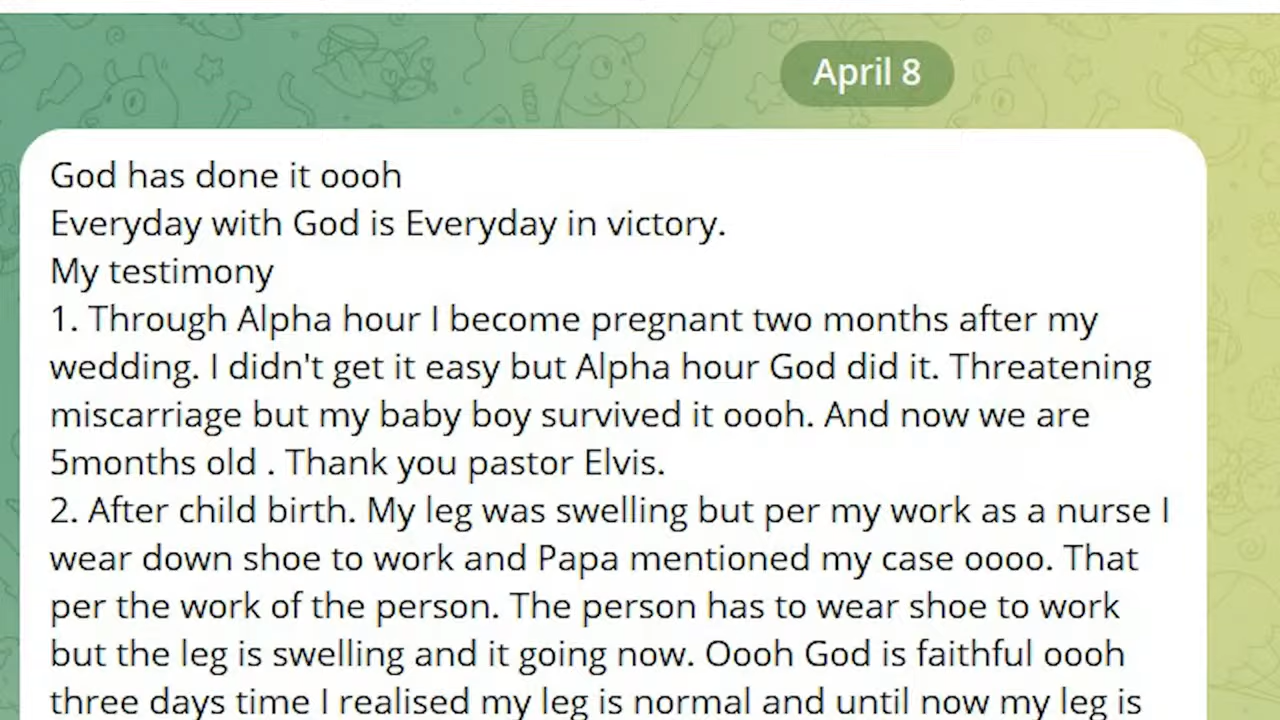 April 8
God has done it oooh
Everyday with God is Everyday in victory.
My testimony
1. Through Alpha hour I become pregnant two months after my
wedding. I didn't get it easy but Alpha hour God did it. Threatening
miscarriage but my baby boy survived it oooh. And now we are
5months old . Thank you pastor Elvis.
2. After child birth. My leg was swelling but per my work as a nurse I
wear down shoe to work and Papa mentioned my case oooo. That
per the work of the person. The person has to wear shoe to work
but the leg is swelling and it going now. Oooh God is faithful oooh
three days time I realised my leg is normal and until now my leg is